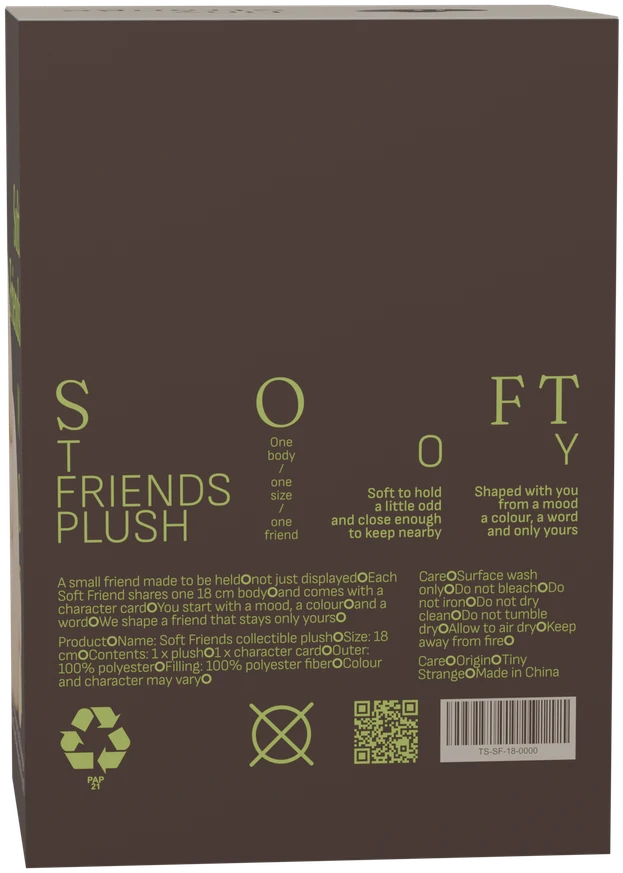 S O FT
T O Y
FRIENDS
PLUSH
One
body
/
one
size
/
one
friend
Soft to hold
a little odd
and close enough
to keep nearby
Shaped with you
from a mood
a colour, a word
and only yours
A small friend made to be heldOnot just displayedOEach
Soft Friend shares one 18 cm bodyOand comes with a
character cardOYou start with a mood, a colourOand a
wordOWe shape a friend that stays only yoursO
ProductOName: Soft Friends collectible plushOSize: 18
cmOContents: 1 x plushO1 x character cardOOuter:
100% polyesterOFilling: 100% polyester fiberOColour
and character may varyO
CareOSurface wash
onlyODo not bleachODo
not ironODo not dry
cleanODo not tumble
dryOAllow to air dryOKeep
away from fireO
CareOOriginOTiny
StrangeOMade in China
PAP
21
TS-SF-18-0000